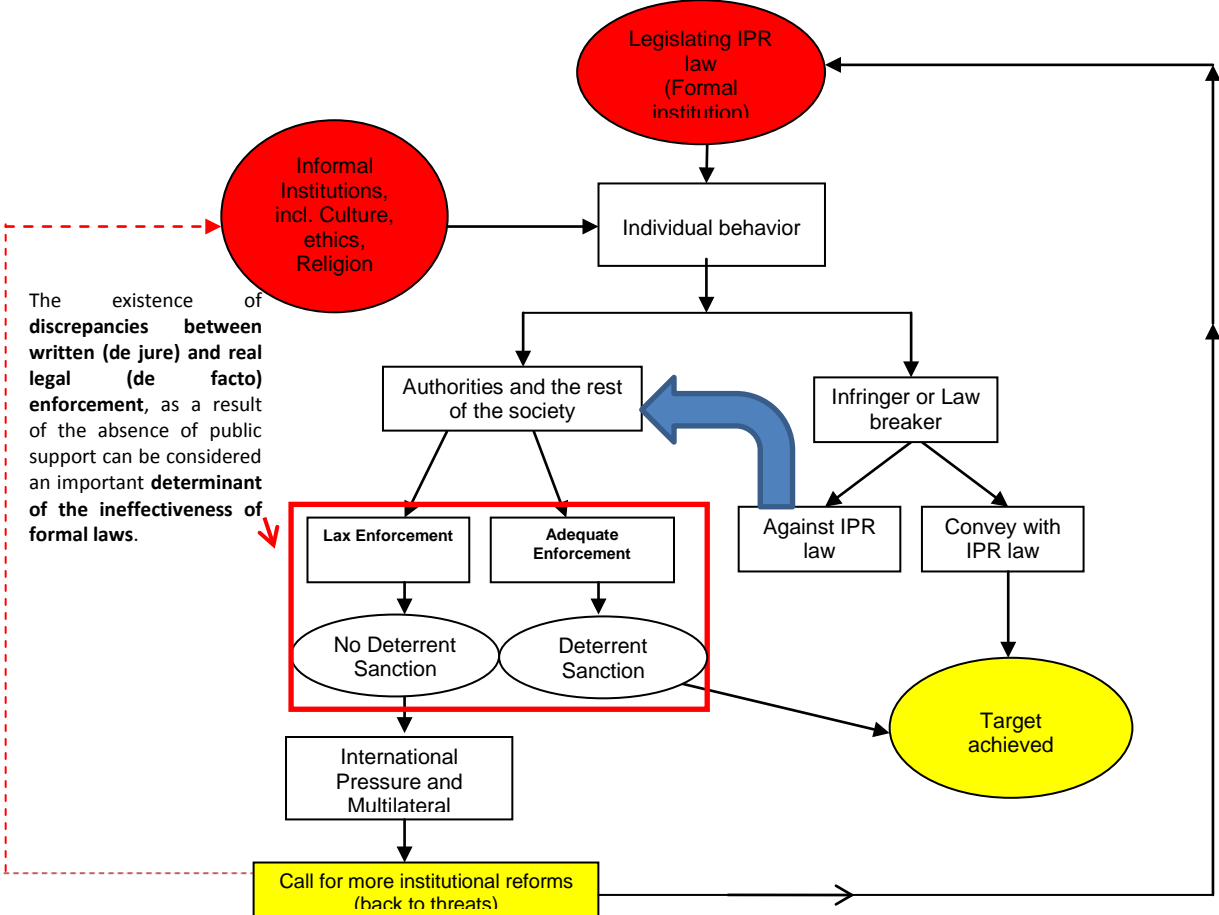 Legislating IPR
law
(Formal
institution)
Informal
Institutions,
incl. Culture,
ethics,
Religion
Individual behavior
The existence of
discrepancies between
written (de jure) and real
legal (de facto)
enforcement, as a result
of the absence of public
support can be considered
an important determinant
of the ineffectiveness of
formal laws.
Authorities and the rest
of the society
Infringer or Law
breaker
Lax Enforcement
Adequate
Enforcement
Against IPR
law
Convey with
IPR law
No Deterrent
Sanction
Deterrent
Sanction
Target
achieved
International
Pressure and
Multilateral
Call for more institutional reforms
(back to threats)